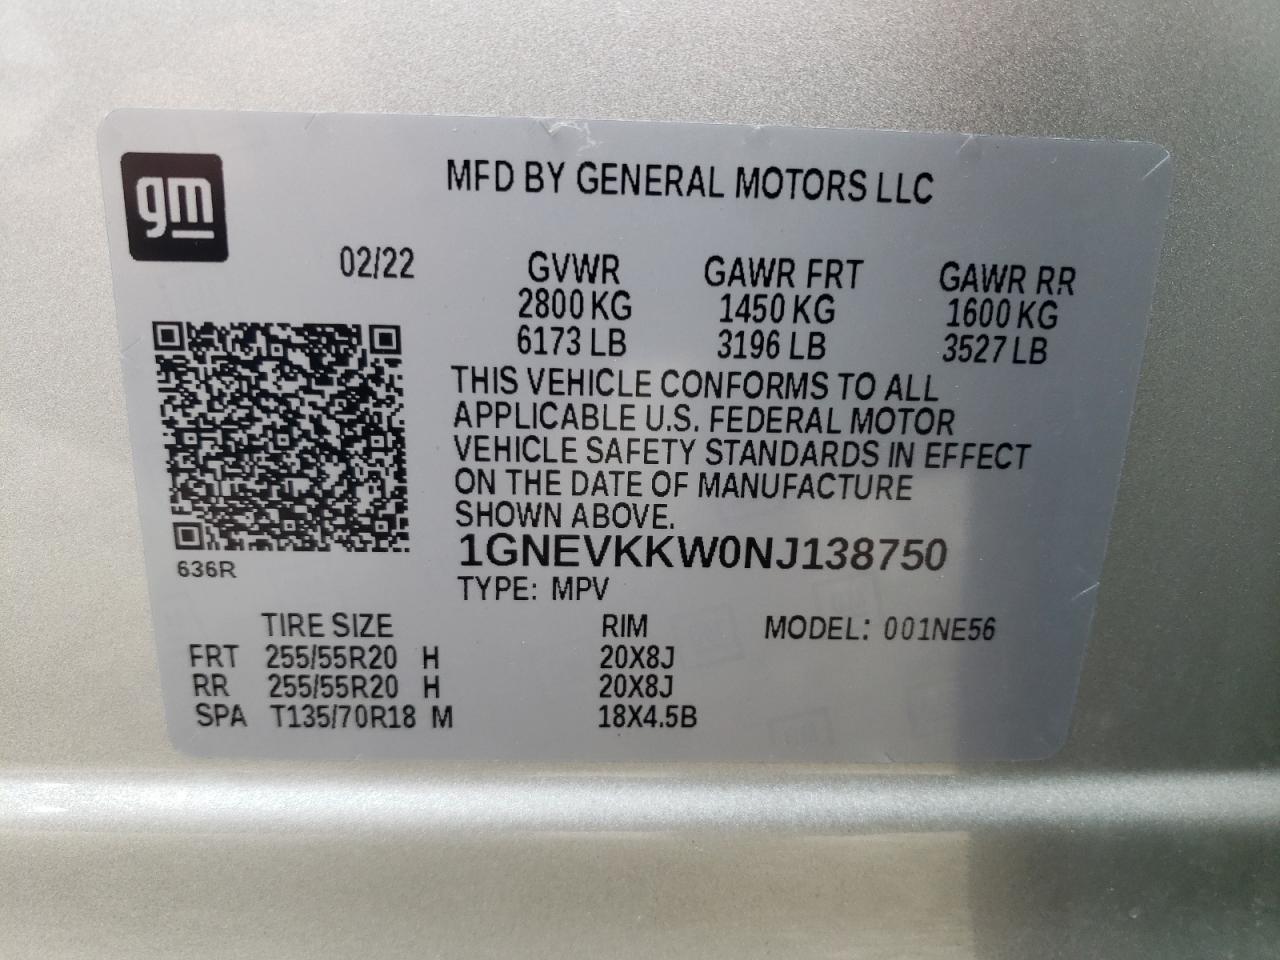 gm
MFD BY GENERAL MOTORS LLC
02/22 GVWR GAWR FRT GAWR RR
2800 KG 1450 KG 1600 KG
6173 LB 3196 LB 3527 LB
THIS VEHICLE CONFORMS TO ALL
APPLICABLE U.S. FEDERAL MOTOR
VEHICLE SAFETY STANDARDS IN EFFECT
ON THE DATE OF MANUFACTURE
SHOWN ABOVE.
636R
1GNEVKKW0NJ138750
TYPE: MPV
TIRE SIZE RIM MODEL: 001NE56
FRT 255/55R20 H 20X8J
RR 255/55R20 H 20X8J
SPA T135/70R18 M 18X4.5B